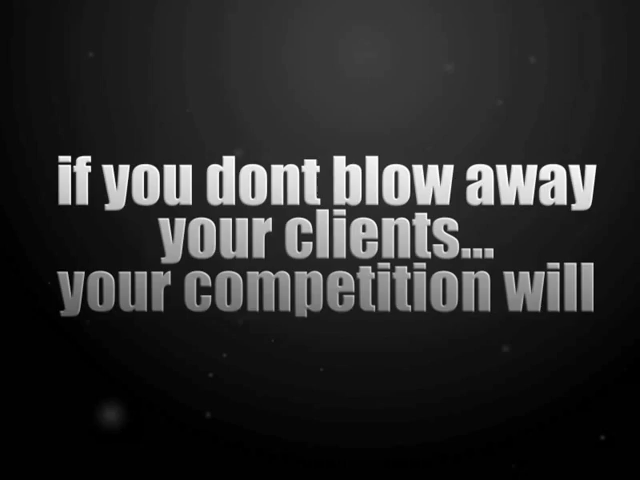 if you dont blow away
your clients...
your competition will